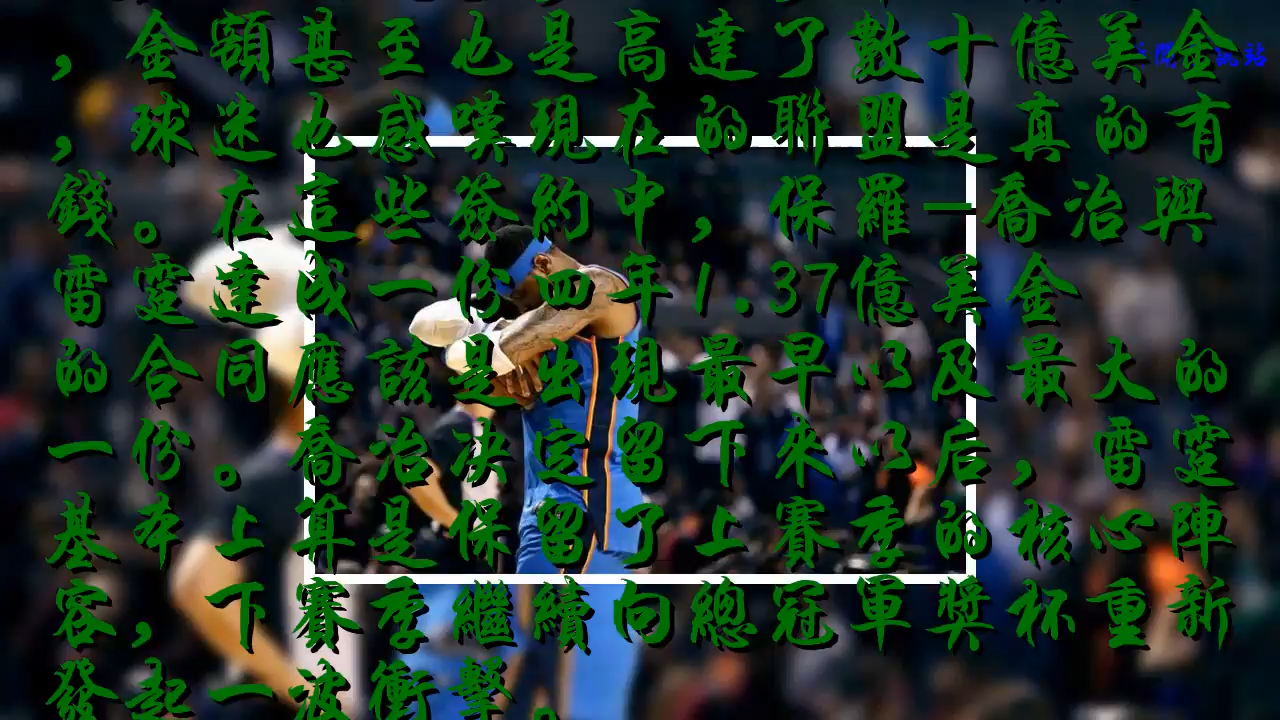 ，金額甚至也是高達了數十億美金
，球迷也感嘆現在的聯盟是真的有
錢。在這些簽約中，保羅—喬治與
雷霆達成一份四年1.37億美金
的合同應該是出現最早以及最大的
一份。喬治決定留下來以后，雷霆
基本上算是保留了上賽季的核心陣
容，下賽季繼續向總冠軍獎杯重新
發起一波衝擊。